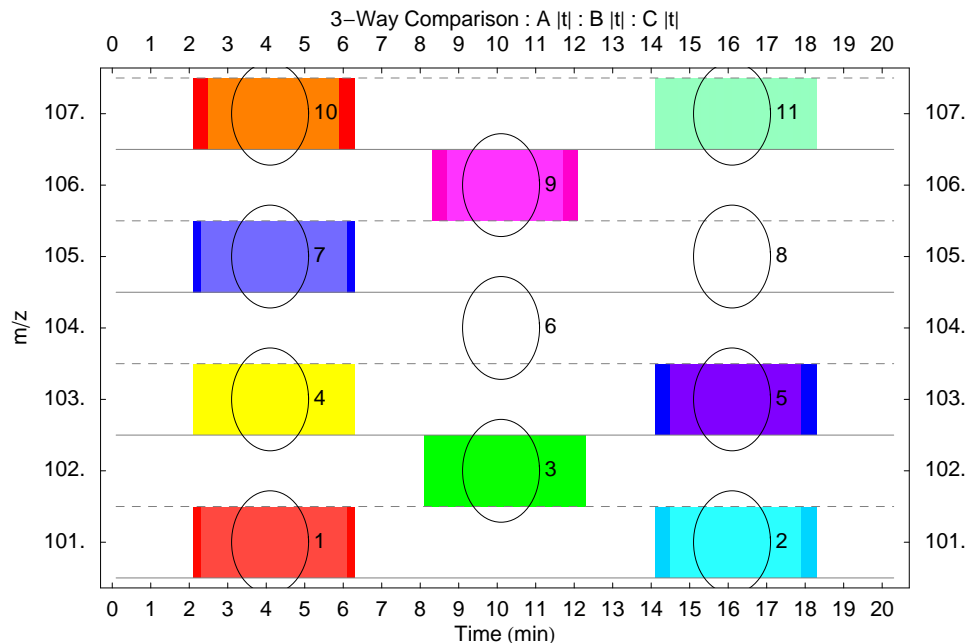 3−Way Comparison : A |t| : B |t| : C |t|
0 1 2 3 4 5 6 7 8 9 10 11 12 13 14 15 16 17 18 19 20
107. 10 11 107.
106. 9 106.
105. 7 8 105.
104. 6 104.
m/z
103. 4 5 103.
102. 3 102.
101. 1 2 101.
0 1 2 3 4 5 6 7 8 9 10 11 12 13 14 15 16 17 18 19 20
Time (min)